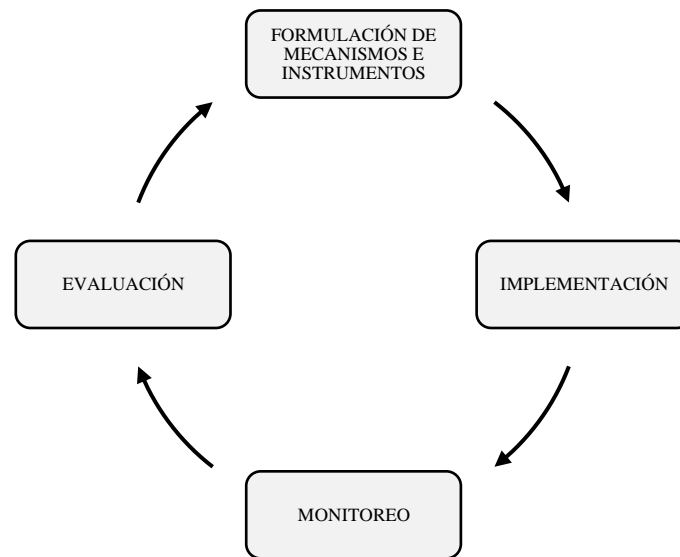 FORMULACIÓN DE
MECANISMOS E
INSTRUMENTOS
EVALUACIÓN
IMPLEMENTACIÓN
MONITOREO